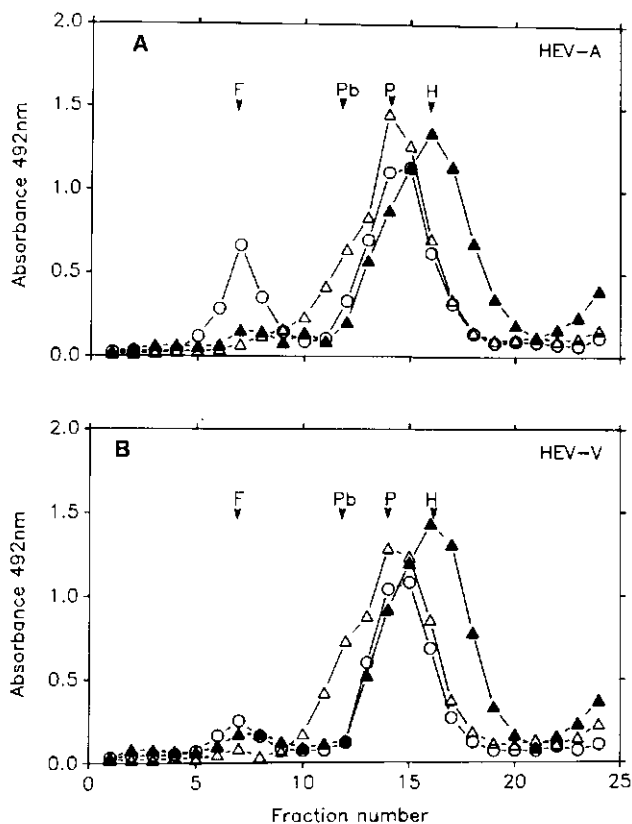 A
HEV-A
F
Pb
P
H
2.0
1.5
1.0
0.5
0.0
Absorbance 492nm
B
HEV-V
F
Pb
P
H
2.0
1.5
1.0
0.5
0.0
Absorbance 492nm
0
5
10
15
20
25
Fraction number